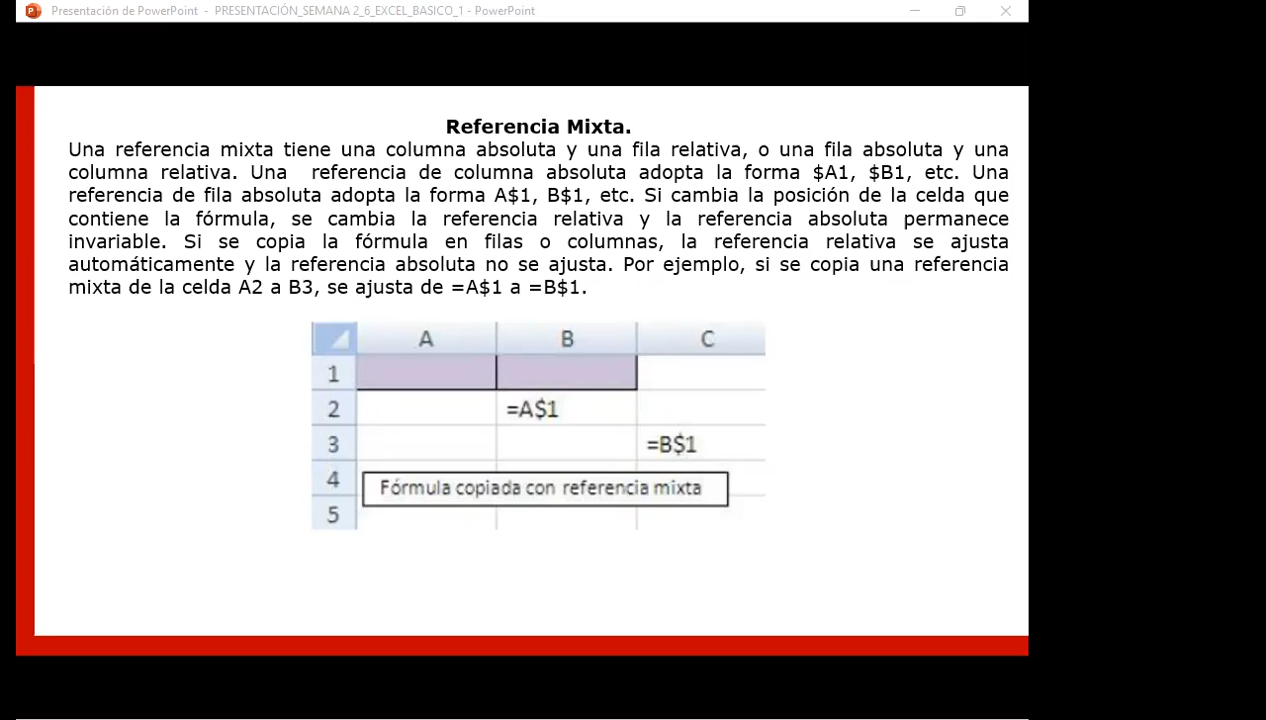 Presentación de PowerPoint - PRESENTACIÓN_SEMANA 2_6_EXCEL_BASICO_1 - PowerPoint
Referencia Mixta.
Una referencia mixta tiene una columna absoluta y una fila relativa, o una fila absoluta y una
columna relativa. Una referencia de columna absoluta adopta la forma $A1, $B1, etc. Una
referencia de fila absoluta adopta la forma A$1, B$1, etc. Si cambia la posición de la celda que
contiene la fórmula, se cambia la referencia relativa y la referencia absoluta permanece
invariable. Si se copia la fórmula en filas o columnas, la referencia relativa se ajusta
automáticamente y la referencia absoluta no se ajusta. Por ejemplo, si se copia una referencia
mixta de la celda A2 a B3, se ajusta de =A$1 a =B$1.
A B C
1
2 =A$1
3 =B$1
4 Fórmula copiada con referencia mixta
5